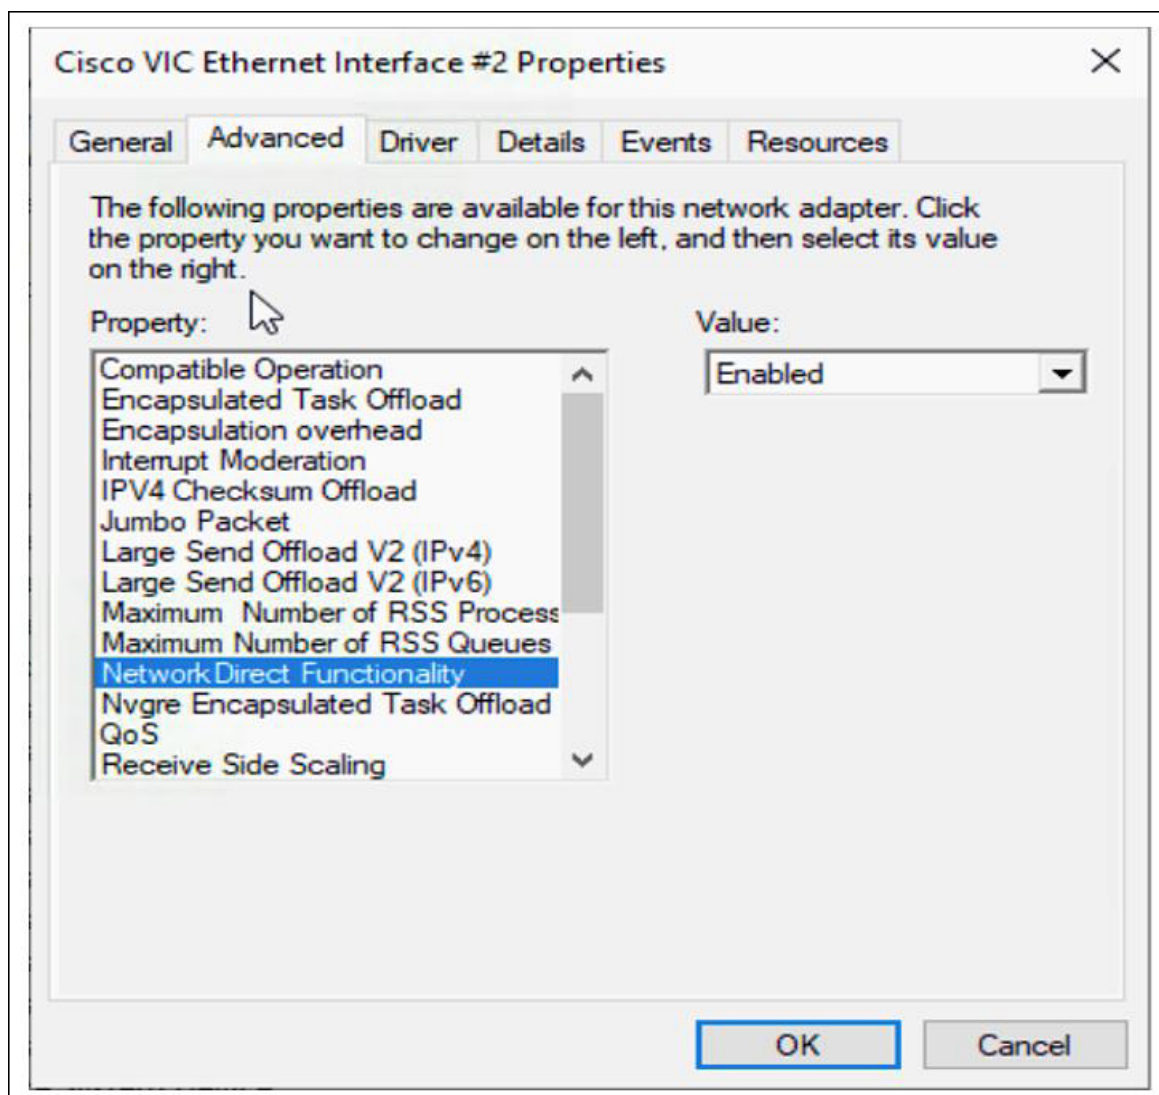 Cisco VIC Ethernet Interface #2 Properties
General Advanced Driver Details Events Resources
The following properties are available for this network adapter. Click
the property you want to change on the left, and then select its value
on the right.
Property:
Value:
Compatible Operation
Encapsulated Task Offload
Encapsulation overhead
Interrupt Moderation
IPV4 Checksum Offload
Jumbo Packet
Large Send Offload V2 (IPv4)
Large Send Offload V2 (IPv6)
Maximum Number of RSS Process
Maximum Number of RSS Queues
NetworkDirect Functionality
Nvgre Encapsulated Task Offload
QoS
Receive Side Scaling
Enabled
OK
Cancel